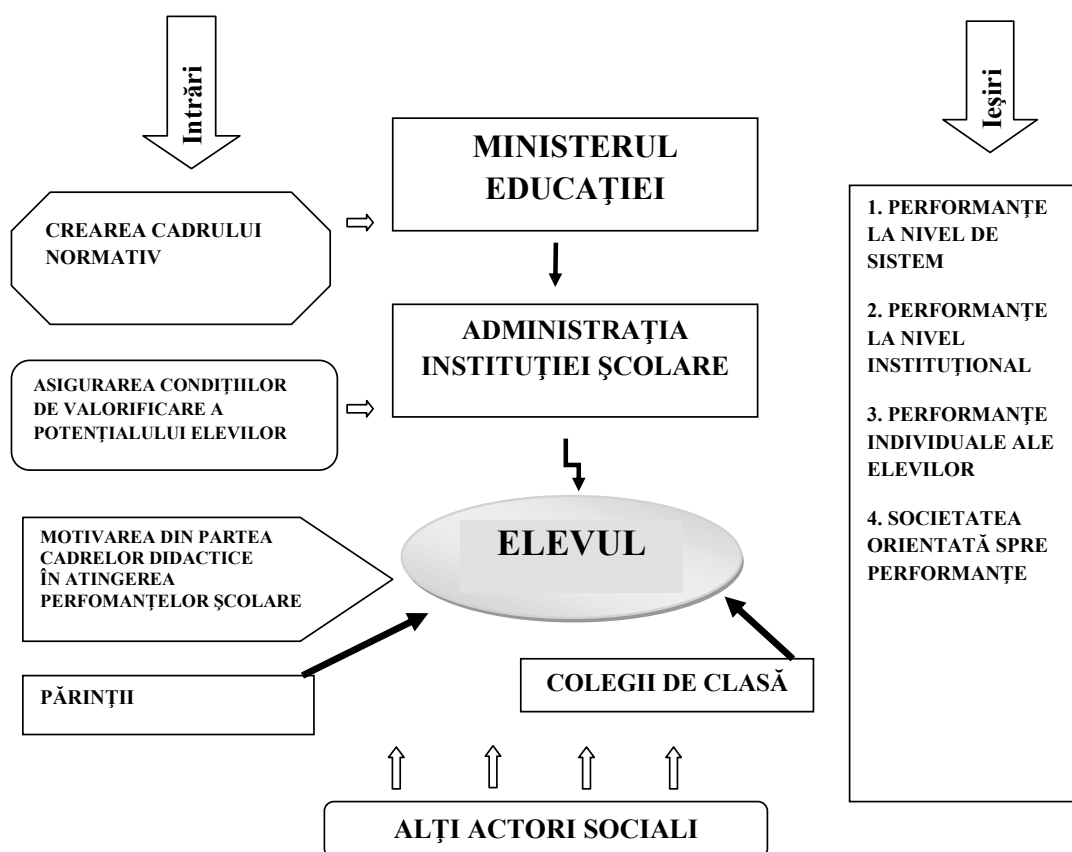 Intrări
Ieşiri
MINISTERUL
EDUCAŢIEI
CREAREA CADRULUI
NORMATIV
ADMINISTRAŢIA
INSTITUŢIEI ŞCOLARE
ASIGURAREA CONDIŢIILOR
DE VALORIFICARE A
POTENŢIALULUI ELEVILOR
ELEVUL
MOTIVAREA DIN PARTEA
CADRELOR DIDACTICE
ÎN ATINGEREA
PERFOMANŢELOR ŞCOLARE
PĂRINŢII
COLEGII DE CLASĂ
ALŢI ACTORI SOCIALI
1. PERFORMANŢE
LA NIVEL DE
SISTEM
2. PERFORMANŢE
LA NIVEL
INSTITUŢIONAL
3. PERFORMANŢE
INDIVIDUALE ALE
ELEVILOR
4. SOCIETATEA
ORIENTATĂ SPRE
PERFORMANŢE